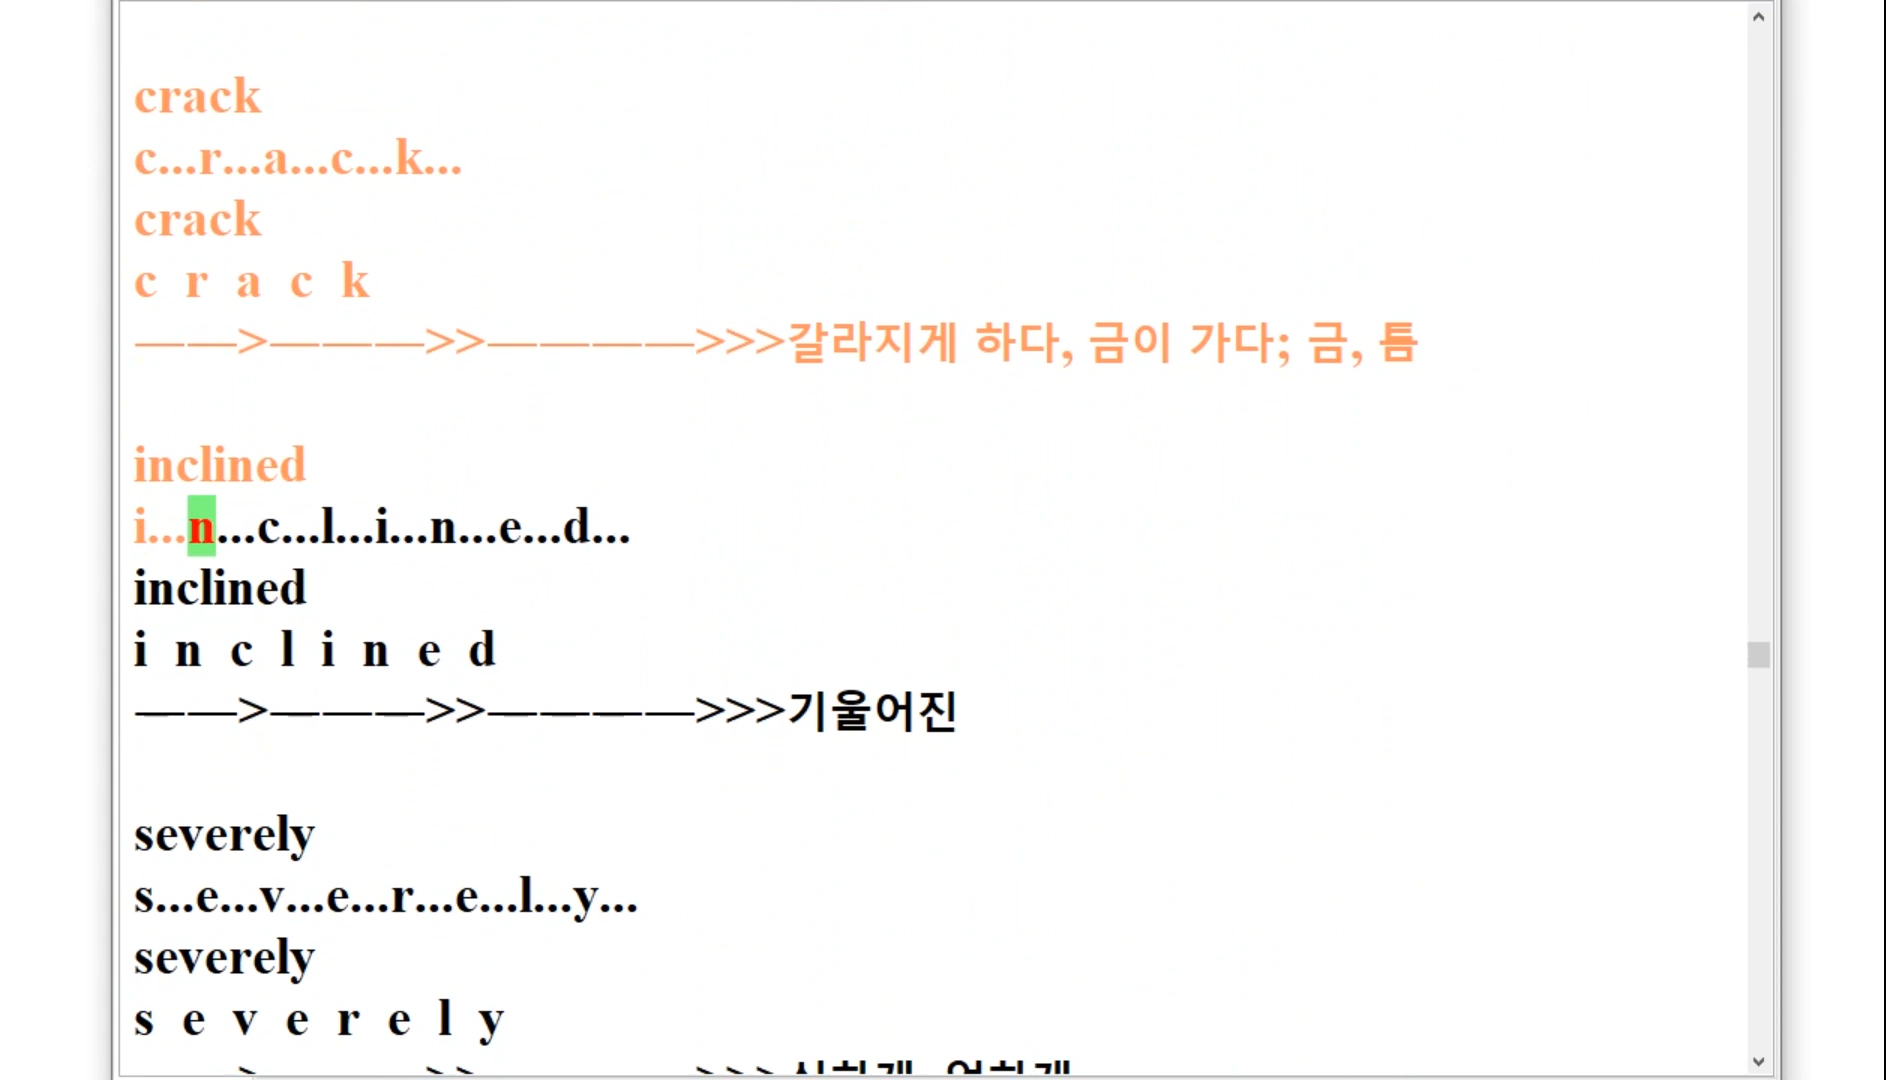 crack
c...r...a...c...k...
crack
c r a c k
——>———>>————>>>갈라지게 하다, 금이 가다; 금, 틈
inclined
i...n...c...l...i...n...e...d...
inclined
i n c l i n e d
——>———>>————>>>기울어진
severely
s...e...v...e...r...e...l...y...
severely
s e v e r e l y